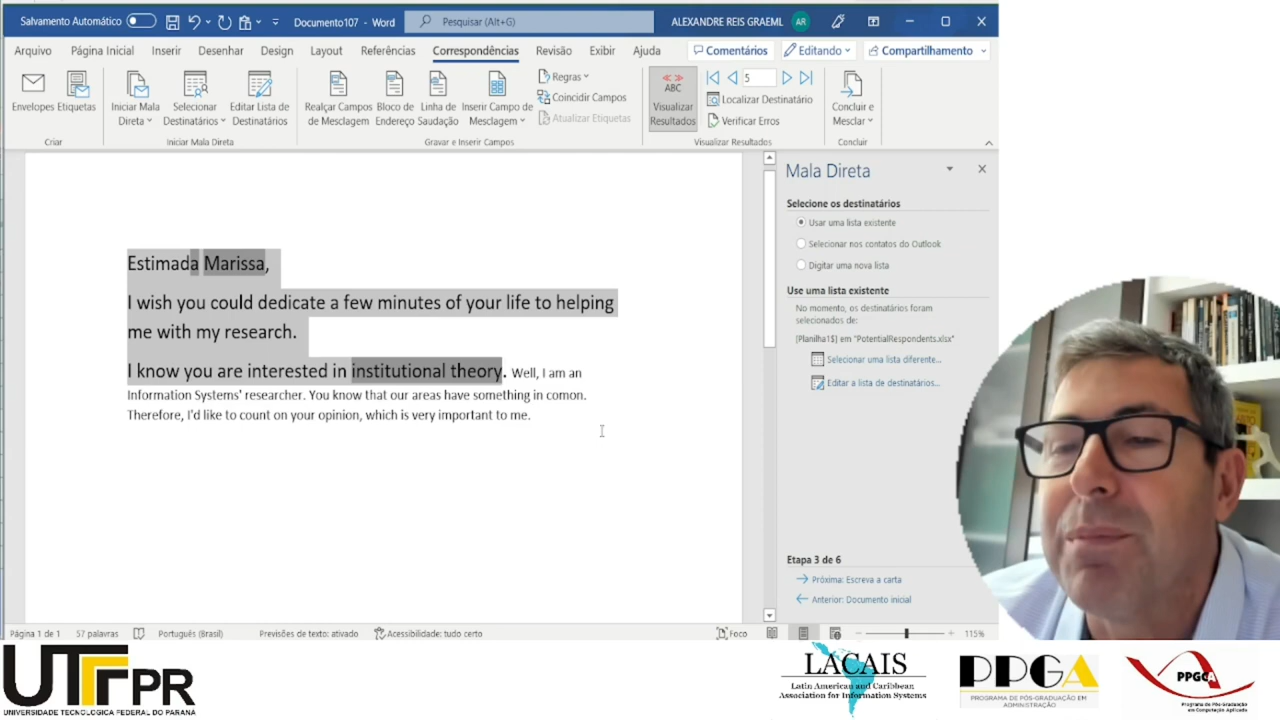 Salvamento Automático
Documento107 - Word
Pesquisar (Alt+G)
ALEXANDRE REIS GRAEML
AR
Arquivo
Página Inicial
Inserir
Desenhar
Design
Layout
Referências
Correspondências
Revisão
Exibir
Ajuda
Comentários
Editando
Compartilhamento
Envelopes
Etiquetas
Criar
Iniciar Mala
Direta
Selecionar
Destinatários
Editar Lista de
Destinatários
Iniciar Mala Direta
Realçar Campos
de Mesclagem
Bloco de
Endereço
Linha de
Saudação
Inserir Campo de
Mesclagem
Regras
Coincidir Campos
Atualizar Etiquetas
Gravar e Inserir Campos
ABC
Visualizar
Resultados
5
Localizar Destinatário
Verificar Erros
Visualizar Resultados
Concluir e
Mesclar
Concluir
Estimada Marissa,
I wish you could dedicate a few minutes of your life to helping
me with my research.
I know you are interested in institutional theory. Well, I am an
Information Systems' researcher. You know that our areas have something in comon.
Therefore, I'd like to count on your opinion, which is very important to me.
Mala Direta
Selecione os destinatários
Usar uma lista existente
Selecionar nos contatos do Outlook
Digitar uma nova lista
Use uma lista existente
No momento, os destinatários foram
selecionados de:
[Planilha1$] em "PotentialRespondents.xlsx"
Selecionar uma lista diferente...
Editar a lista de destinatários...
Etapa 3 de 6
Próxima: Escreva a carta
Anterior: Documento inicial
Página 1 de 1
57 palavras
Português (Brasil)
Previsões de texto: ativado
Acessibilidade: tudo certo
Foco
115%
UTFPR
UNIVERSIDADE TECNOLÓGICA FEDERAL DO PARANÁ
LACAIS
Latin American and Caribbean
Association for Information Systems
PPGA
PROGRAMA DE PÓS-GRADUAÇÃO EM
ADMINISTRAÇÃO
PPGCA
Programa de Pós-Graduação
em Computação Aplicada